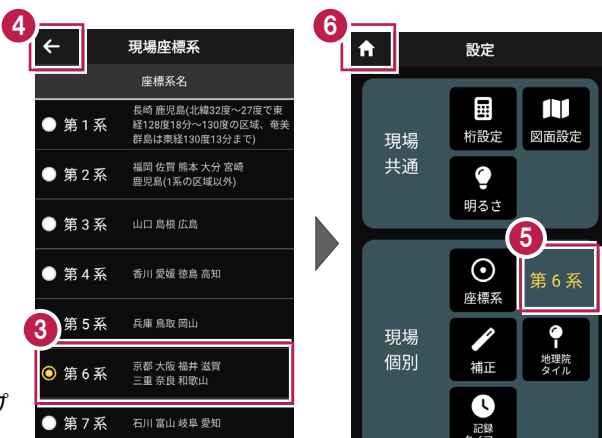 4
現場座標系
座標系名
第1系
長崎 鹿児島(北緯32度~27度で東
経128度18分~130度の区域、奄美
群島は東経130度13分まで)
第2系
福岡 佐賀 熊本 大分 宮崎
鹿児島(1系の区域以外)
第3系
山口 島根 広島
第4系
香川 愛媛 徳島 高知
第5系
兵庫 鳥取 岡山
3
第6系
京都 大阪 福井 滋賀
三重 奈良 和歌山
第7系
石川 富山 岐阜 愛知
プ
6
設定
現場
共通
桁設定
図面設定
明るさ
5
現場
個別
座標系
第6系
補正
地理院
タイル
記録